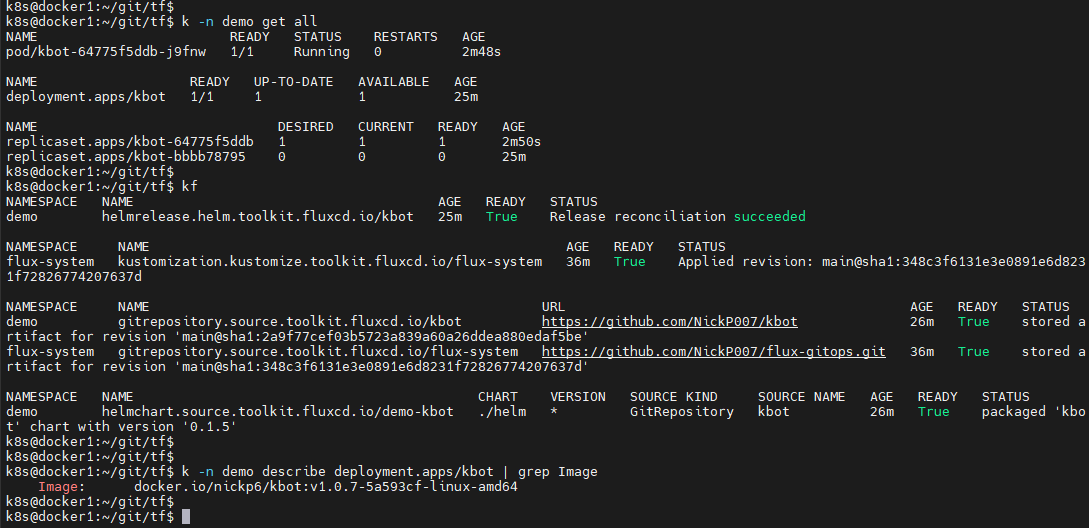 k8s@docker1:~/git/tf$
k8s@docker1:~/git/tf$ k -n demo get all
NAME                        READY   STATUS    RESTARTS   AGE
pod/kbot-64775f5ddb-j9fnw   1/1     Running   0          2m48s

NAME                   READY   UP-TO-DATE   AVAILABLE   AGE
deployment.apps/kbot   1/1     1            1           25m

NAME                              DESIRED   CURRENT   READY   AGE
replicaset.apps/kbot-64775f5ddb   1         1         1       2m50s
replicaset.apps/kbot-bbbb78795    0         0         0       25m
k8s@docker1:~/git/tf$
k8s@docker1:~/git/tf$ kf
NAMESPACE   NAME                                      AGE   READY   STATUS
demo        helmrelease.helm.toolkit.fluxcd.io/kbot   25m   True    Release reconciliation succeeded

NAMESPACE     NAME                                                    AGE   READY   STATUS
flux-system   kustomization.kustomize.toolkit.fluxcd.io/flux-system   36m   True    Applied revision: main@sha1:348c3f6131e3e0891e6d823
1f72826774207637d

NAMESPACE     NAME                                                 URL                                           AGE   READY   STATUS
demo          gitrepository.source.toolkit.fluxcd.io/kbot          https://github.com/NickP007/kbot              26m   True    stored a
rtifact for revision 'main@sha1:2a9f77cef03b5723a839a60a26ddea880edaf5be'
flux-system   gitrepository.source.toolkit.fluxcd.io/flux-system   https://github.com/NickP007/flux-gitops.git   36m   True    stored a
rtifact for revision 'main@sha1:348c3f6131e3e0891e6d8231f72826774207637d'

NAMESPACE   NAME                                           CHART    VERSION   SOURCE KIND     SOURCE NAME   AGE   READY   STATUS
demo        helmchart.source.toolkit.fluxcd.io/demo-kbot   ./helm   *         GitRepository   kbot          26m   True    packaged 'kbo
t' chart with version '0.1.5'
k8s@docker1:~/git/tf$
k8s@docker1:~/git/tf$
k8s@docker1:~/git/tf$ k -n demo describe deployment.apps/kbot | grep Image
    Image:      docker.io/nickp6/kbot:v1.0.7-5a593cf-linux-amd64
k8s@docker1:~/git/tf$
k8s@docker1:~/git/tf$